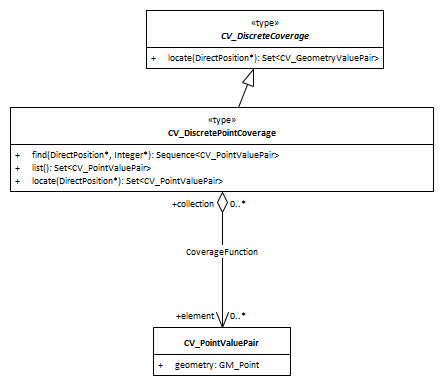 «type»
CV_DiscreteCoverage
+ locate(DirectPosition*): Set<CV_GeometryValuePair>
«type»
CV_DiscretePointCoverage
+ find(DirectPosition*, Integer*): Sequence<CV_PointValuePair>
+ list(): Set<CV_PointValuePair>
+ locate(DirectPosition*): Set<CV_PointValuePair>
+collection 0..*
CoverageFunction
+element 0..*
CV_PointValuePair
+ geometry: GM_Point